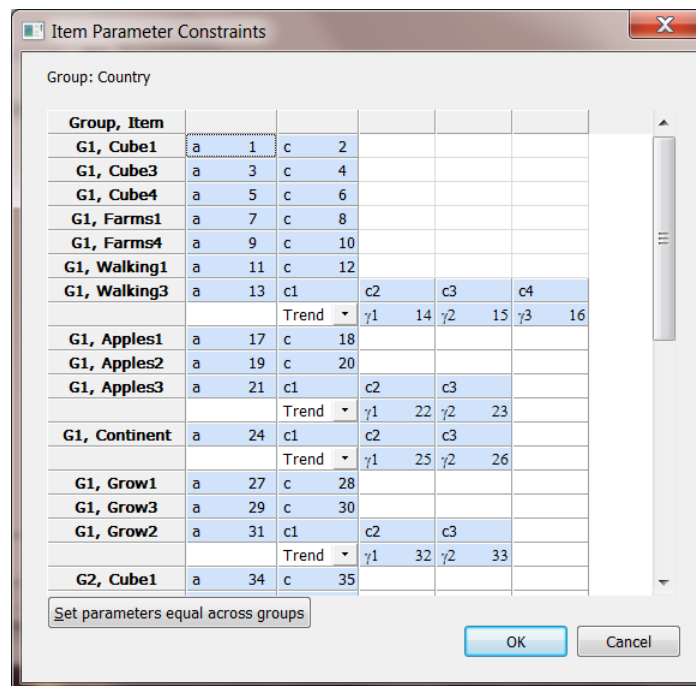 Item Parameter Constraints
Group: Country
Group, Item
G1, Cube1 a 1 c 2
G1, Cube3 a 3 c 4
G1, Cube4 a 5 c 6
G1, Farms1 a 7 c 8
G1, Farms4 a 9 c 10
G1, Walking1 a 11 c 12
G1, Walking3 a 13 c1 c2 c3 c4
Trend γ1 14 γ2 15 γ3 16
G1, Apples1 a 17 c 18
G1, Apples2 a 19 c 20
G1, Apples3 a 21 c1 c2 c3
Trend γ1 22 γ2 23
G1, Continent a 24 c1 c2 c3
Trend γ1 25 γ2 26
G1, Grow1 a 27 c 28
G1, Grow3 a 29 c 30
G1, Grow2 a 31 c1 c2 c3
Trend γ1 32 γ2 33
G2, Cube1 a 34 c 35
Set parameters equal across groups
OK Cancel